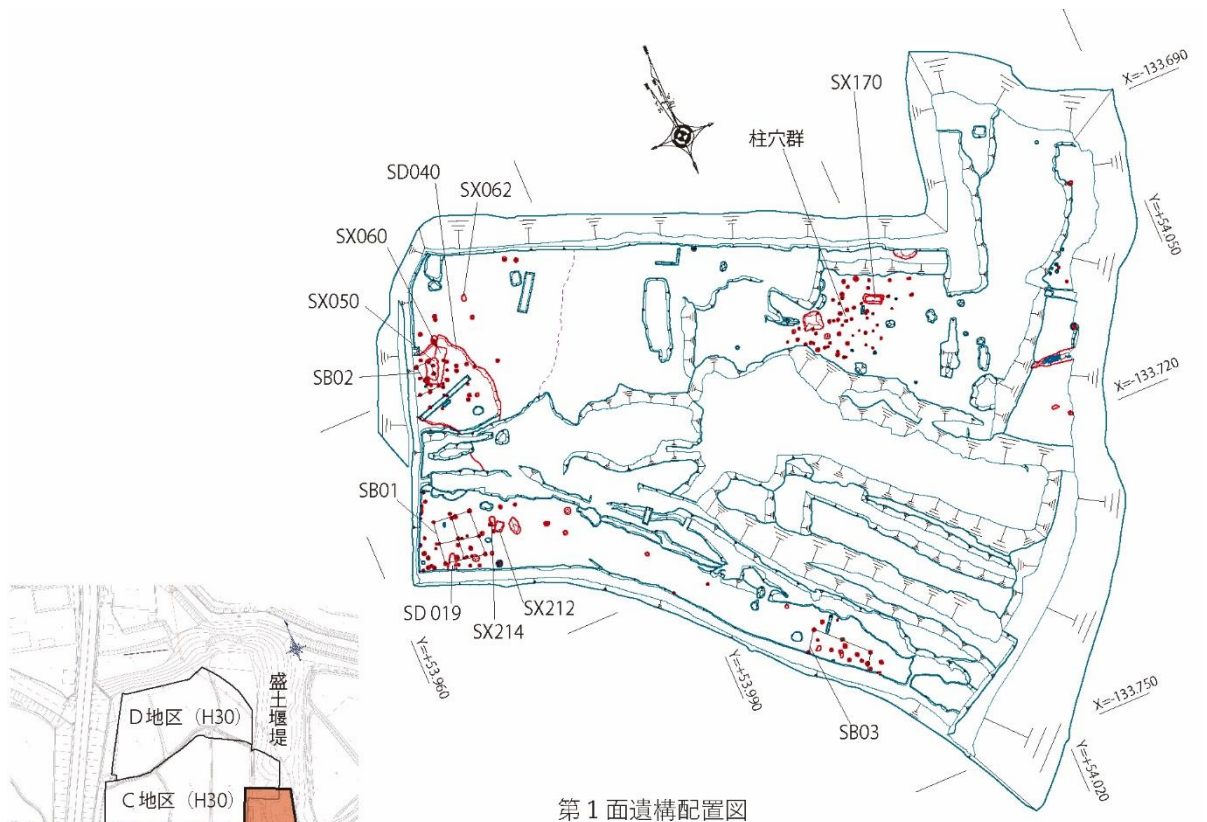 X=-133.690
SX170
柱穴群
SD040
SX062
Y=+54.050
SX060
SX050
SB02
X=-133.720
SB01
SD 019
SX214
SX212
Y=+53.960
Y=+53.990
SB03
X=-133.750
Y=+54.020
盛土堰堤
D地区（H30）
C地区（H30）
第1面遺構配置図